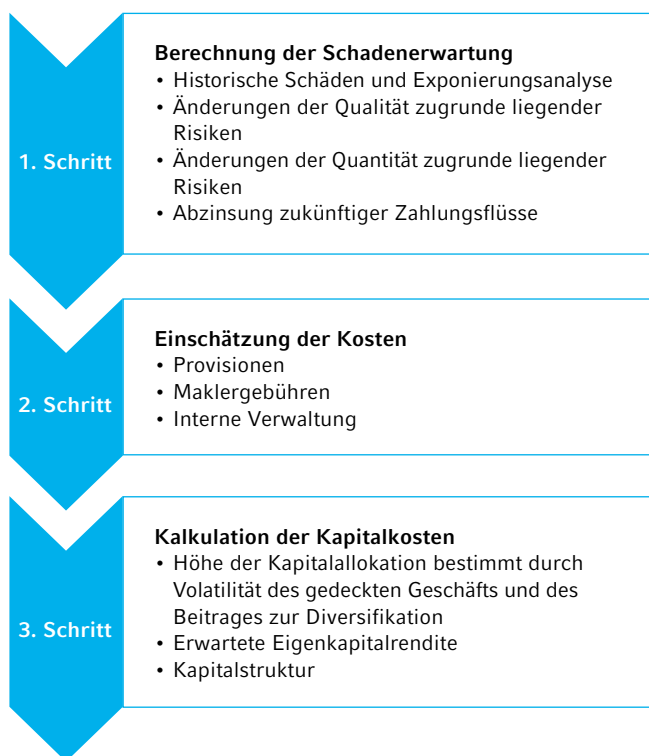 1. Schritt
Berechnung der Schadenerwartung
• Historische Schäden und Exponierungsanalyse
• Änderungen der Qualität zugrunde liegender
Risiken
• Änderungen der Quantität zugrunde liegender
Risiken
• Abzinsung zukünftiger Zahlungsflüsse
2. Schritt
Einschätzung der Kosten
• Provisionen
• Maklergebühren
• Interne Verwaltung
3. Schritt
Kalkulation der Kapitalkosten
• Höhe der Kapitalallokation bestimmt durch
Volatilität des gedeckten Geschäfts und des
Beitrages zur Diversifikation
• Erwartete Eigenkapitalrendite
• Kapitalstruktur